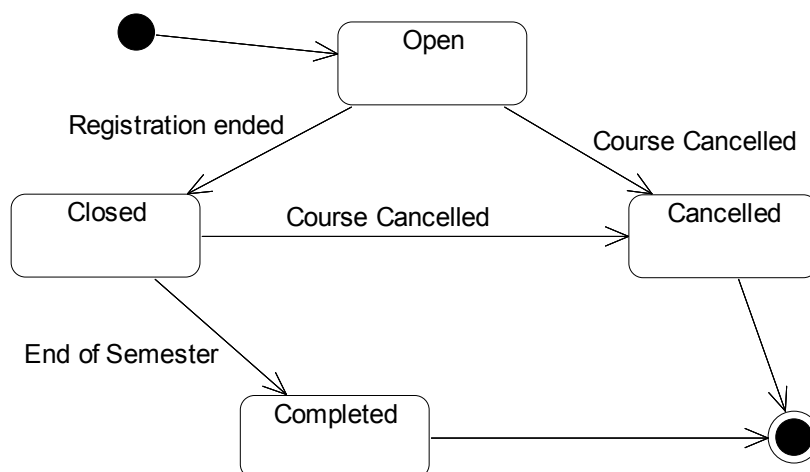 Open
Registration ended
Course Cancelled
Closed
Course Cancelled
Cancelled
End of Semester
Completed